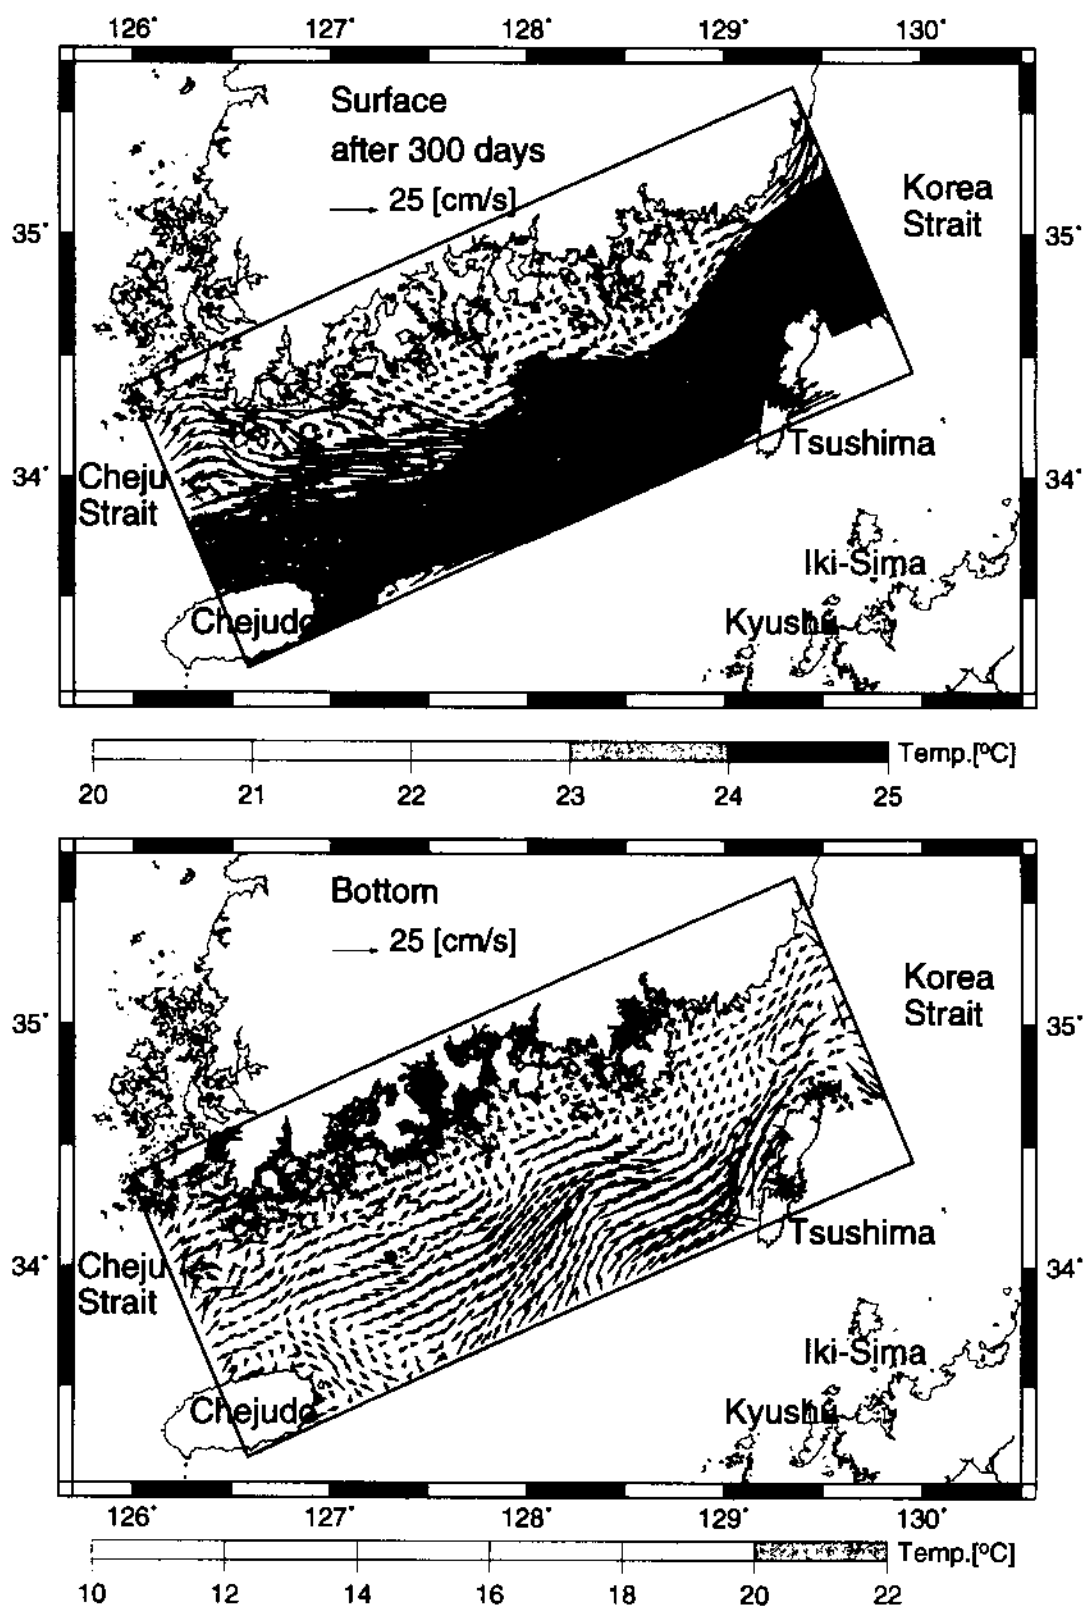 126° 127° 128° 129° 130°
Surface
after 300 days
25 [cm/s]
Korea
Strait
35° 35°
Tsushima
Cheju
Strait
34° 34°
Iki-Sima
Chejudo
Kyushu
Temp.[°C]
20 21 22 23 24 25
Bottom
25 [cm/s]
Korea
Strait
35° 35°
Tsushima
Cheju
Strait
34° 34°
Iki-Sima
Chejudo
Kyushu
126° 127° 128° 129° 130°
Temp.[°C]
10 12 14 16 18 20 22